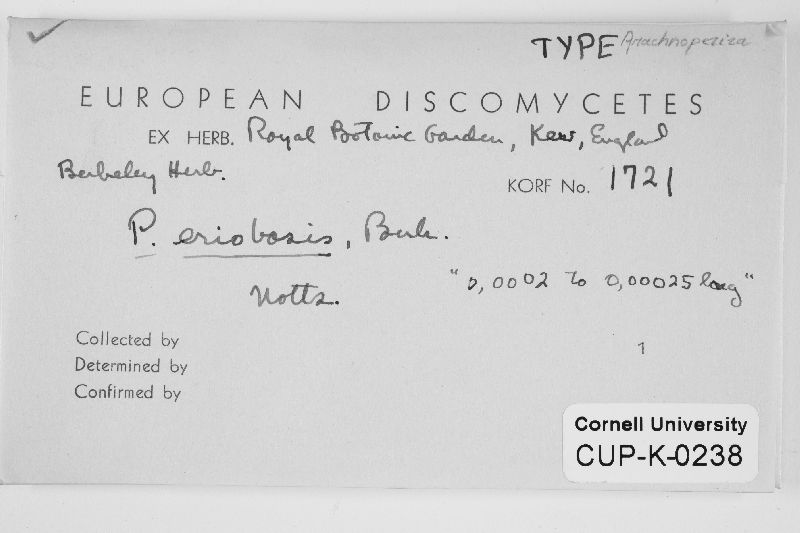 TYPE Arachnopeziza
EUROPEAN DISCOMYCETES
EX HERB. Royal Botanic Garden, Kew, England
Berkeley Herb.
KORF No. 1721
P. eriobasis, Berk.
Notts.
"0,0002 to 0,00025 long"
Collected by
1
Determined by
Confirmed by
Cornell University
CUP-K-0238